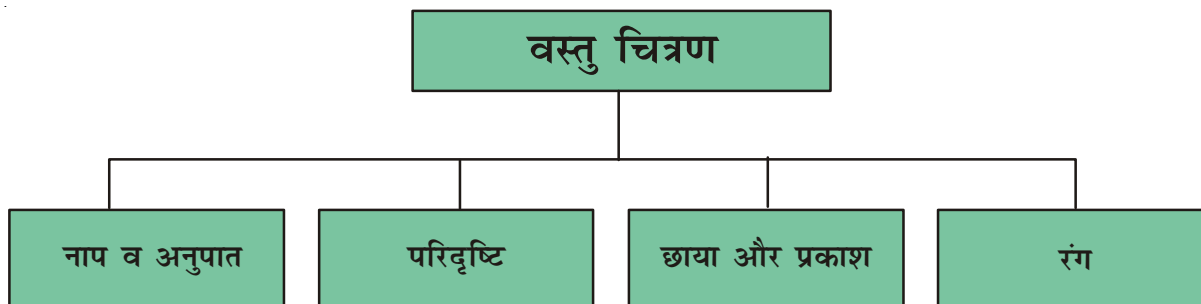 वस्तु चित्रण
नाप व अनुपात
परिदृष्टि
छाया और प्रकाश
रंग